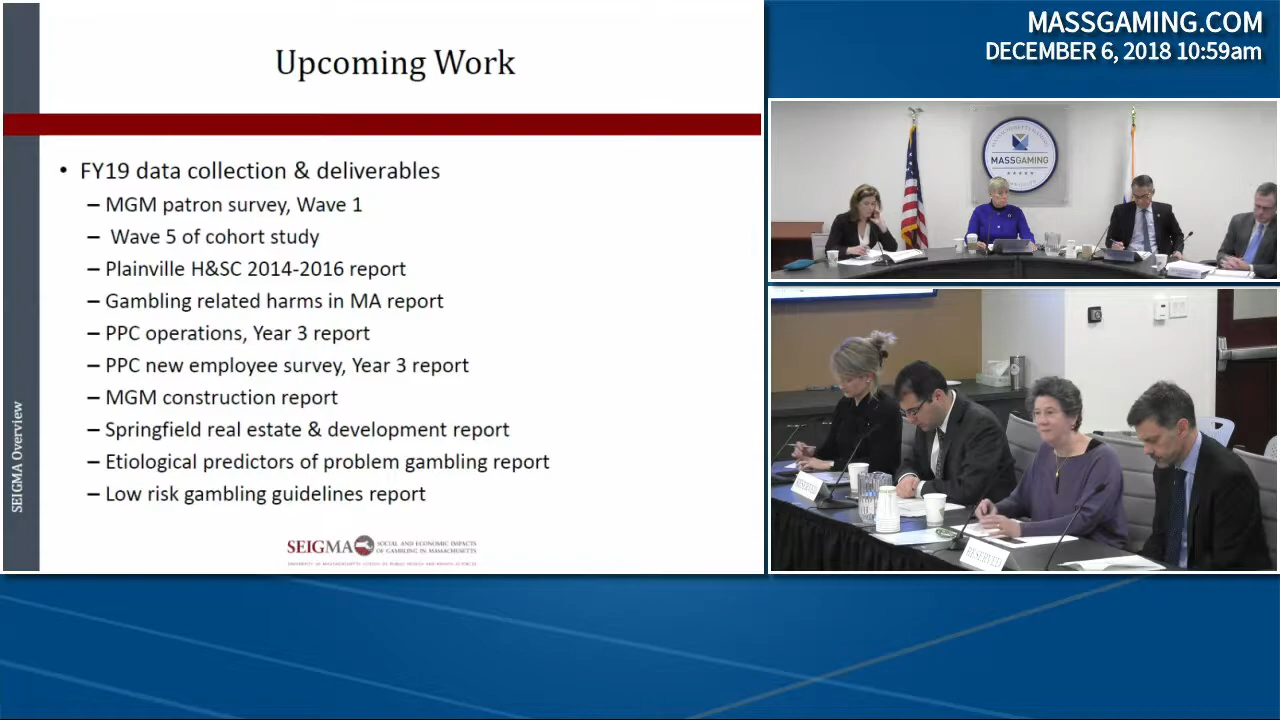 Upcoming Work
• FY19 data collection & deliverables
– MGM patron survey, Wave 1
– Wave 5 of cohort study
– Plainville H&SC 2014-2016 report
– Gambling related harms in MA report
– PPC operations, Year 3 report
– PPC new employee survey, Year 3 report
– MGM construction report
– Springfield real estate & development report
– Etiological predictors of problem gambling report
– Low risk gambling guidelines report
SEIGMA Overview
SEIGMA
SOCIAL AND ECONOMIC IMPACTS
OF GAMBLING IN MASSACHUSETTS
MASSGAMING.COM
DECEMBER 6, 2018 10:59am
MASSGAMING
RESERVED
RESERVED